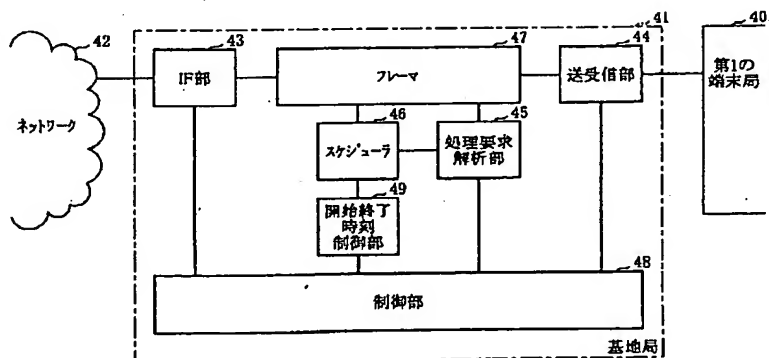 42
ネットワーク
41
43
IF部
47
フレーマ
44
送受信部
40
第1の
端末局
46
スケジューラ
45
処理要求
解析部
49
開始終了
時刻
制御部
48
制御部
基地局